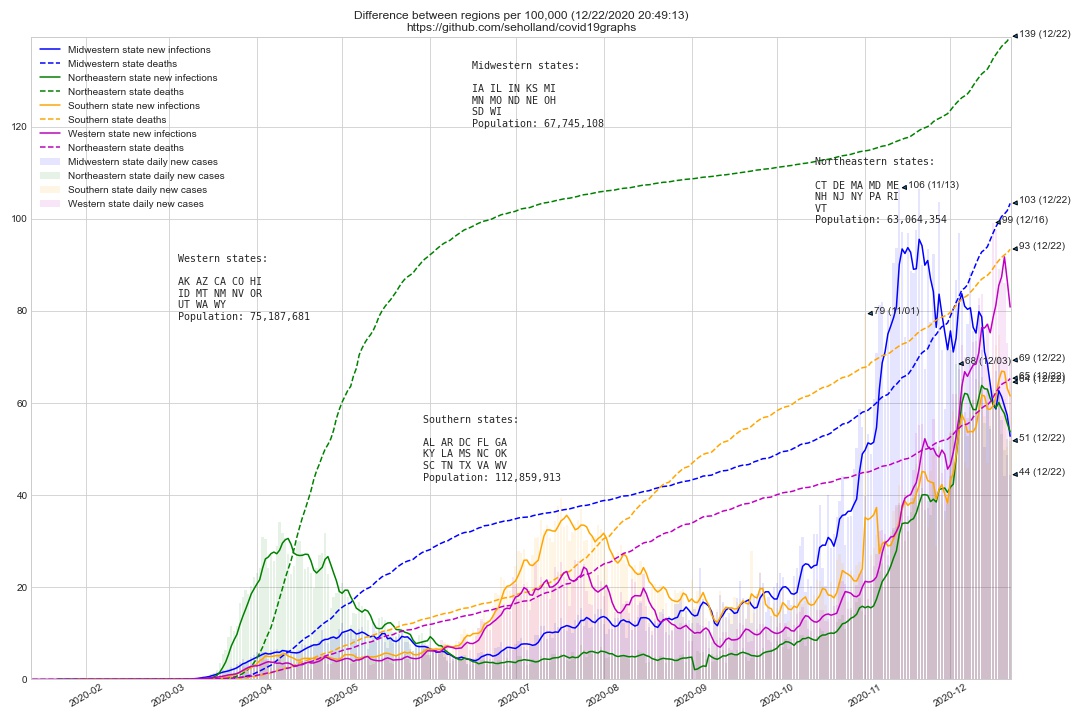 Difference between regions per 100,000 (12/22/2020 20:49:13)
https://github.com/seholland/covid19graphs
Midwestern state new infections
Midwestern state deaths
Northeastern state new infections
Northeastern state deaths
Southern state new infections
Southern state deaths
Western state new infections
Northeastern state deaths
Midwestern state daily new cases
Northeastern state daily new cases
Southern state daily new cases
Western state daily new cases
Midwestern states:
IA IL IN KS MI
MN MO ND NE OH
SD WI
Population: 67,745,108
Northeastern states:
CT DE MA MD ME
NH NJ NY PA RI
VT
Population: 63,064,354
Western states:
AK AZ CA CO HI
ID MT NM NV OR
UT WA WY
Population: 75,187,681
Southern states:
AL AR DC FL GA
KY LA MS NC OK
SC TN TX VA WV
Population: 112,859,913
139 (12/22)
106 (11/13)
103 (12/22)
99 (12/16)
93 (12/22)
79 (11/01)
68 (12/03)
69 (12/22)
51 (12/22)
44 (12/22)
120
100
80
60
40
20
0
2020-02
2020-03
2020-04
2020-05
2020-06
2020-07
2020-08
2020-09
2020-10
2020-11
2020-12